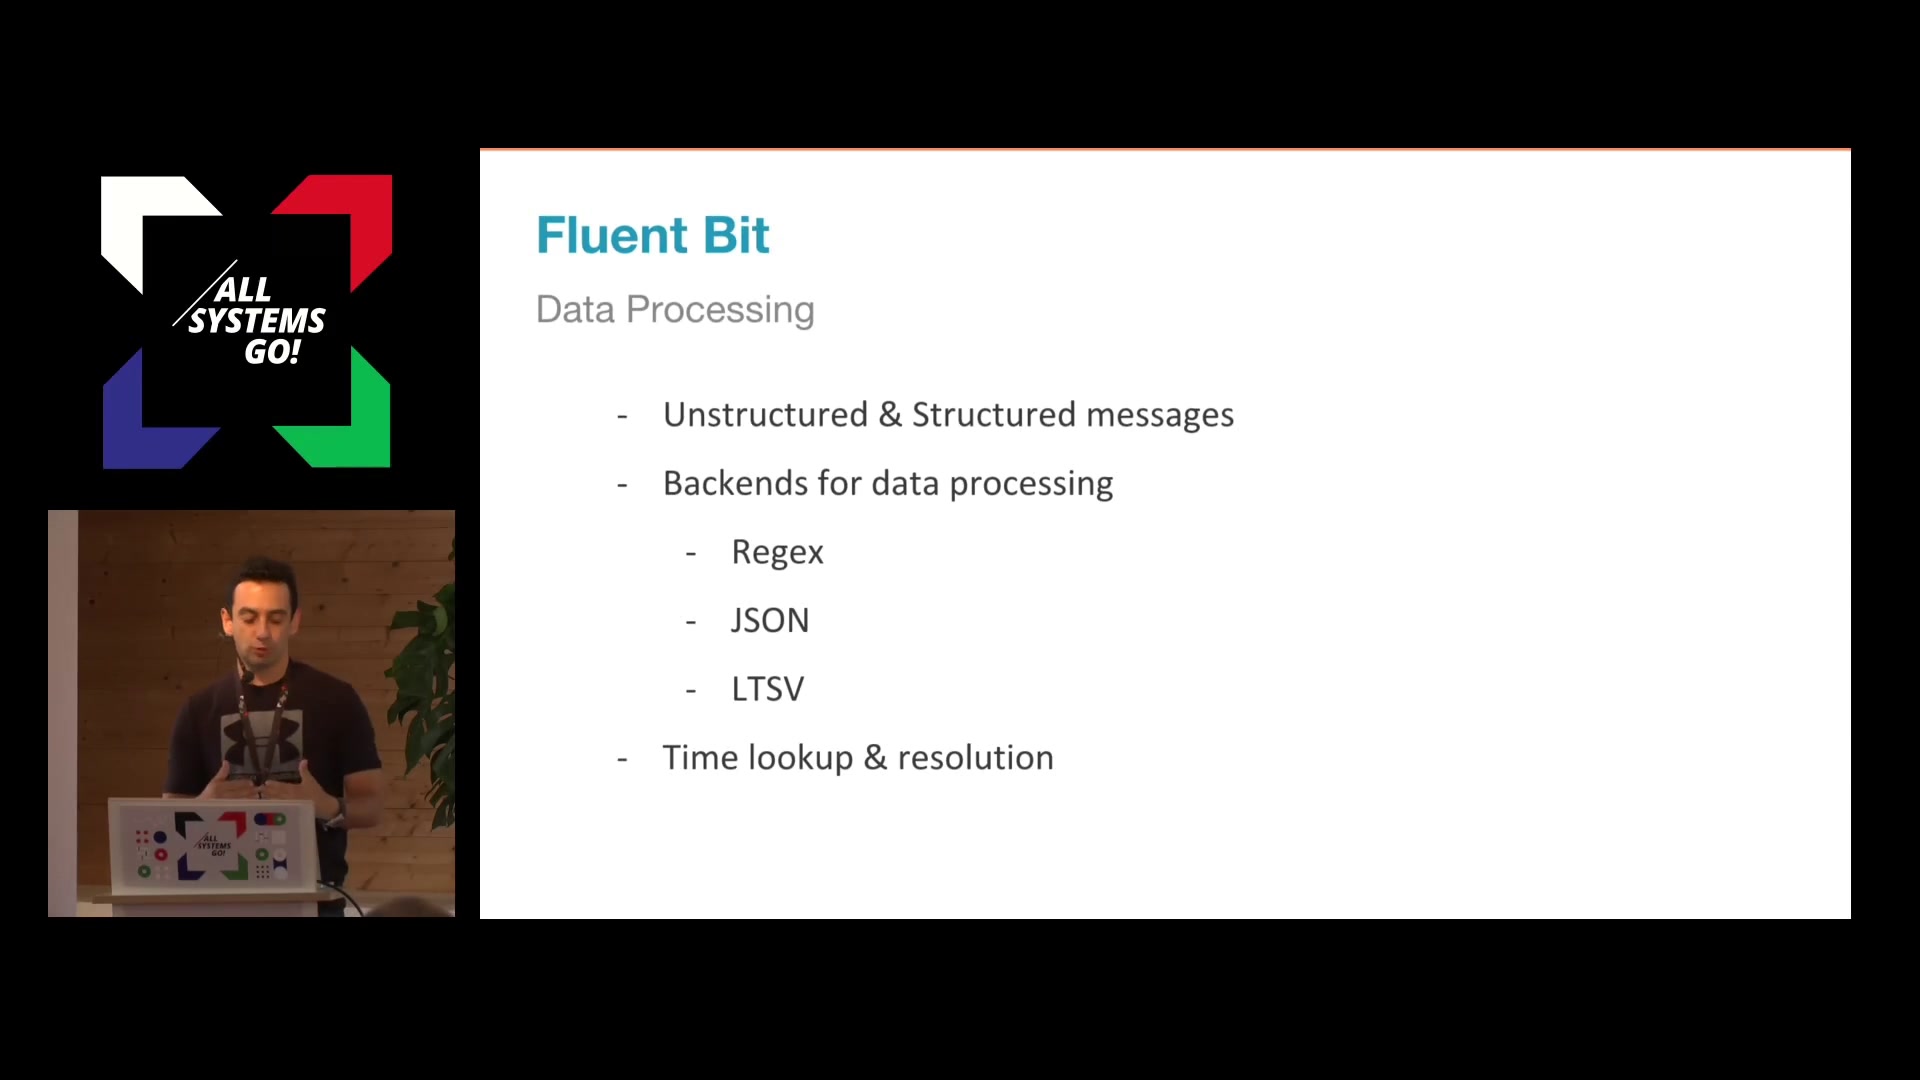 ALL
SYSTEMS
GO!
Fluent Bit
Data Processing
- Unstructured & Structured messages
- Backends for data processing
- Regex
- JSON
- LTSV
- Time lookup & resolution
ALL
SYSTEMS
GO!